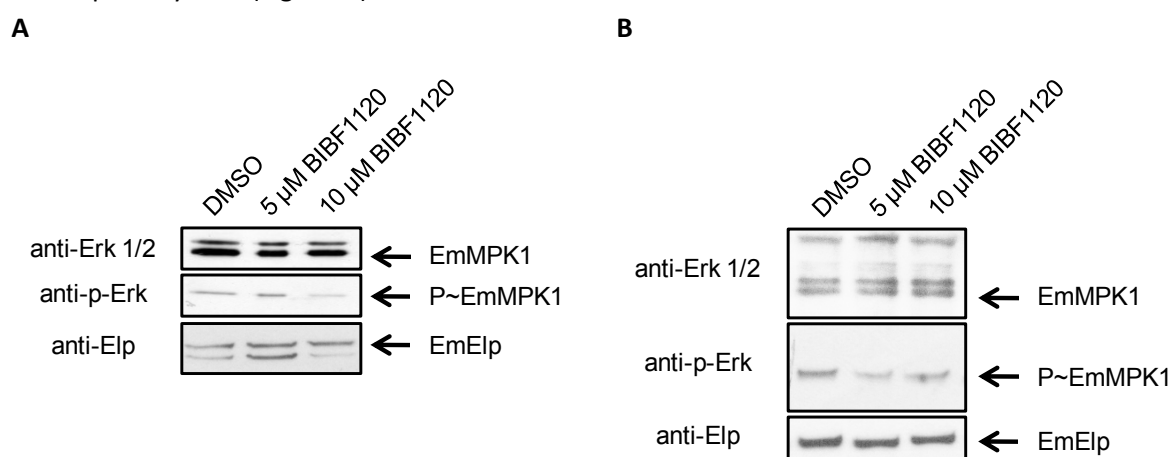 A
B
DMSO
5 µM BIBF1120
10 µM BIBF1120
anti-Erk 1/2
EmMPK1
anti-p-Erk
P~EmMPK1
anti-Elp
EmElp
DMSO
5 µM BIBF1120
10 µM BIBF1120
anti-Erk 1/2
EmMPK1
anti-p-Erk
P~EmMPK1
anti-Elp
EmElp